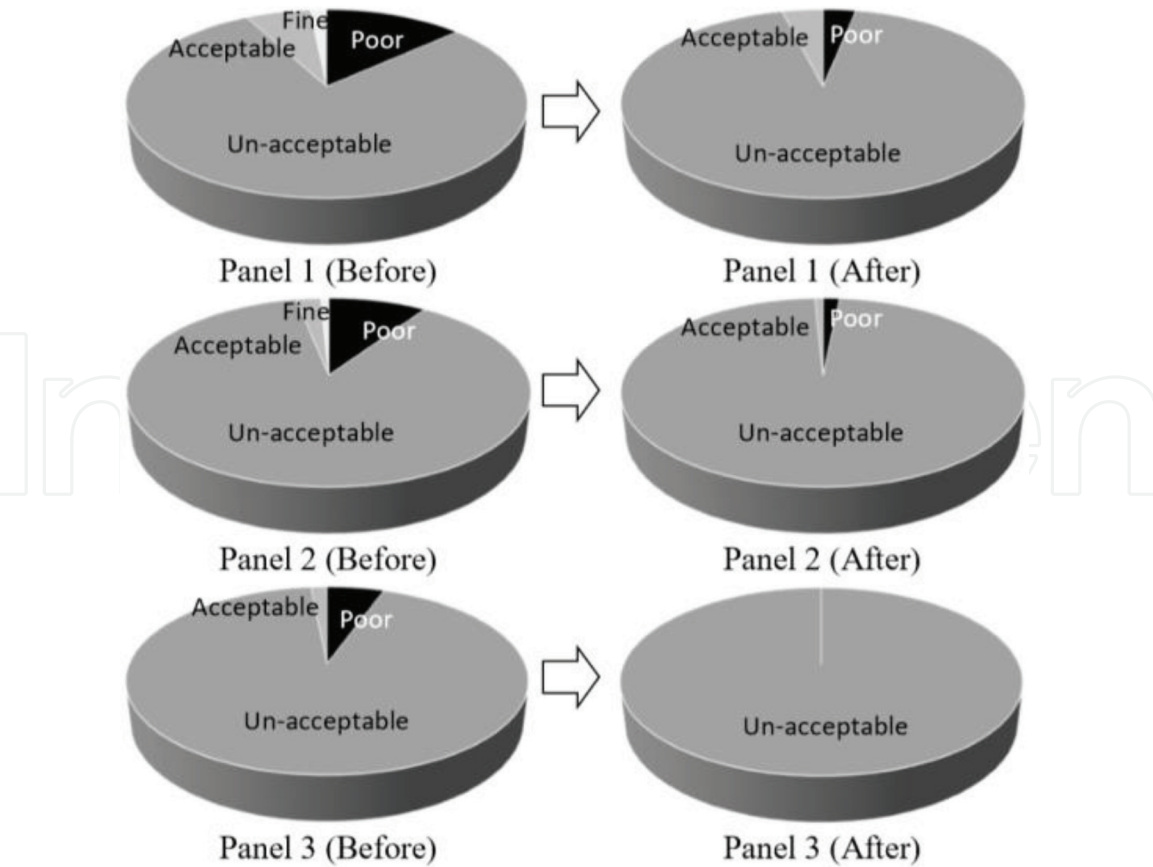 Fine
Poor
Acceptable
Un-acceptable
Panel 1 (Before)
Acceptable
Poor
Un-acceptable
Panel 1 (After)
Fine
Poor
Acceptable
Un-acceptable
Panel 2 (Before)
Acceptable
Poor
Un-acceptable
Panel 2 (After)
Acceptable
Poor
Un-acceptable
Panel 3 (Before)
Un-acceptable
Panel 3 (After)